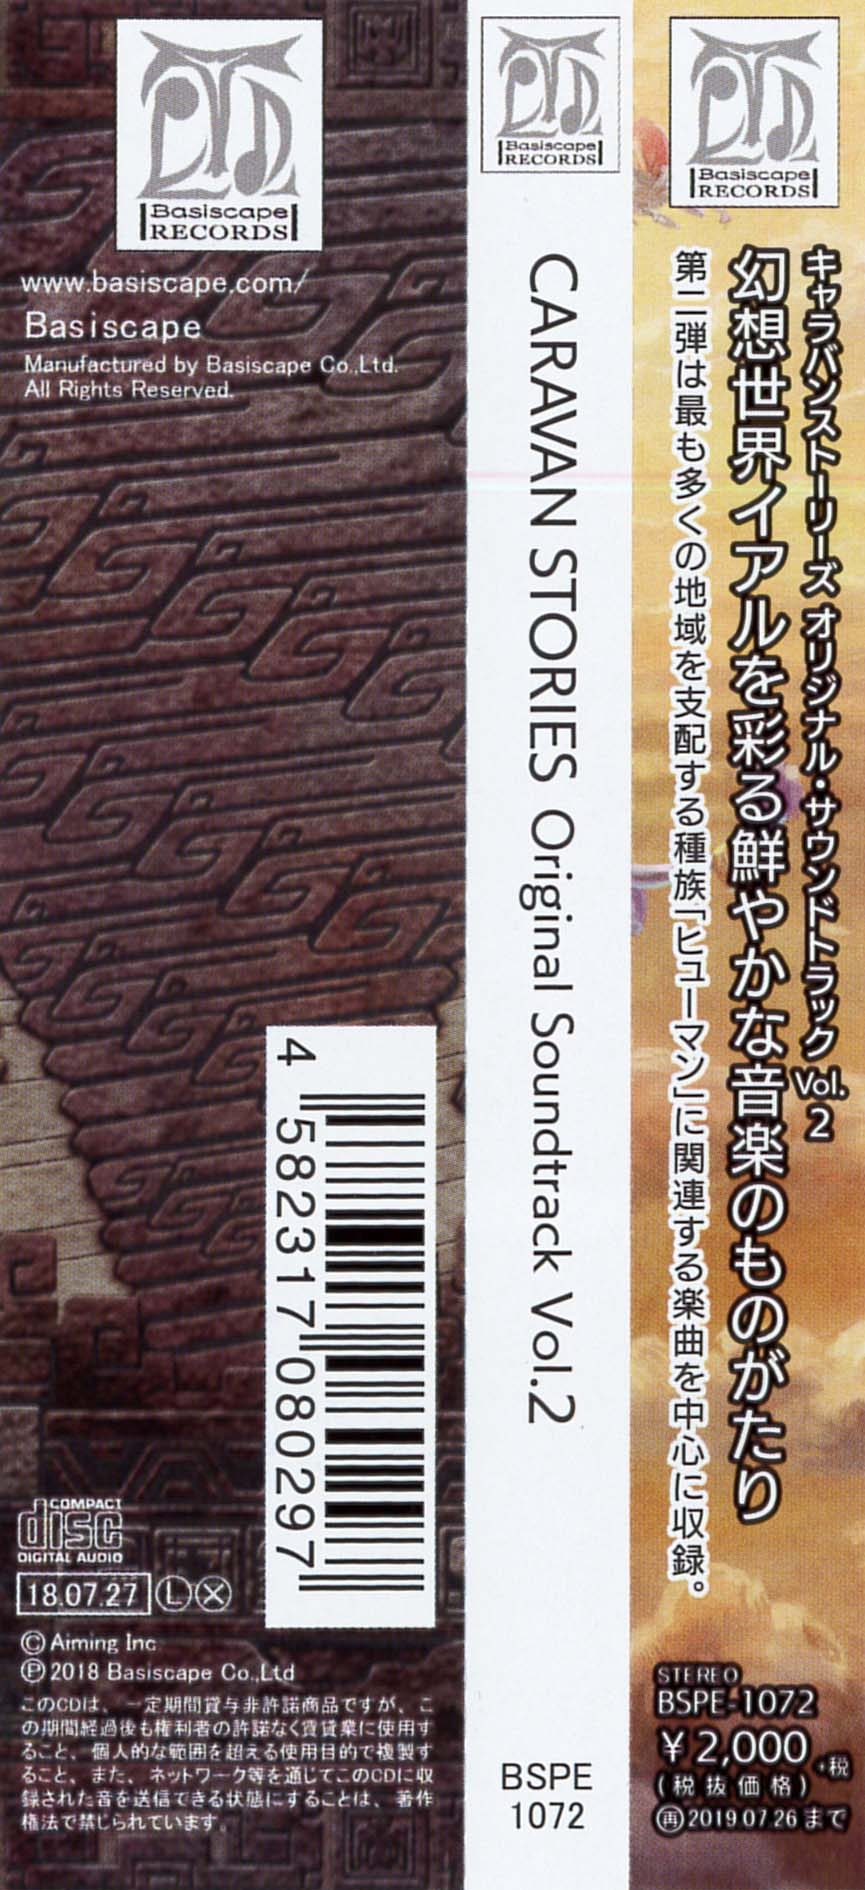 Basiscape
RECORDS
www.basiscape.com/
Basiscape
Manufactured by Basiscape Co.,Ltd.
All Rights Reserved.
4 582317 080297
COMPACT
disc
DIGITAL AUDIO
18.07.27 Ⓛ Ⓧ
© Aiming Inc
℗ 2018 Basiscape Co.,Ltd
このCDは、一定期間貸与非許諾商品ですが、こ
の期間経過後も権利者の許諾なく賃貸業に使用す
ること、個人的な範囲を超える使用目的で複製す
ること、また、ネットワーク等を通じてこのCDに収
録された音を送信できる状態にすることは、著作
権法で禁じられています。
Basiscape
RECORDS
CARAVAN STORIES Original Soundtrack Vol.2
BSPE
1072
Basiscape
RECORDS
キャラバンストーリーズ オリジナル・サウンドトラック Vol.2
幻想世界イアルを彩る鮮やかな音楽のものがたり
第二弾は最も多くの地域を支配する種族「ヒューマン」に関連する楽曲を中心に収録。
STEREO
BSPE-1072
¥2,000 +税
(税抜価格)
㊢2019.07.26まで